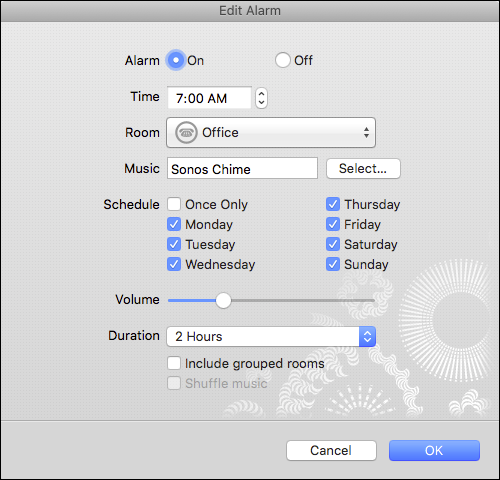 Edit Alarm
Alarm On Off
Time 7:00 AM
Room Office
Music Sonos Chime Select...
Schedule Once Only Thursday
Monday Friday
Tuesday Saturday
Wednesday Sunday
Volume
Duration 2 Hours
Include grouped rooms
Shuffle music
Cancel OK